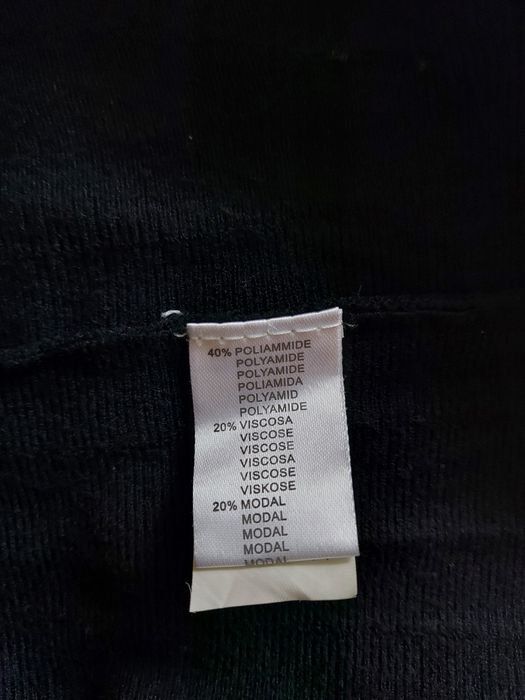 40% POLIAMMIDE
POLYAMIDE
POLYAMIDE
POLIAMIDA
POLYAMID
POLYAMIDE
20% VISCOSA
VISCOSE
VISCOSE
VISCOSA
VISCOSE
VISKOSE
20% MODAL
MODAL
MODAL
MODAL
MODAL